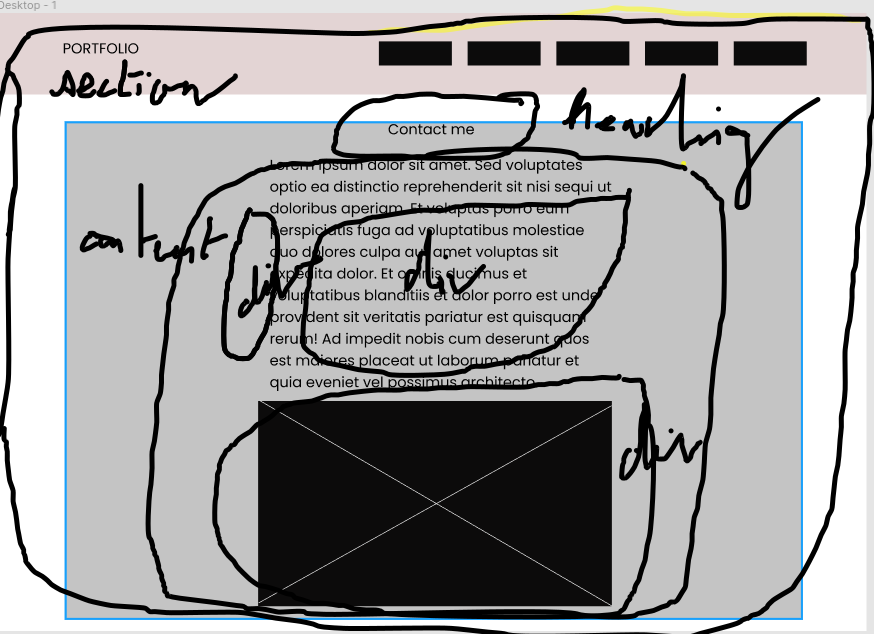 Desktop - 1
PORTFOLIO
section
Contact me
heading
Lorem ipsum dolor sit amet. Sed voluptates
optio ea distinctio reprehenderit sit nisi sequi ut
doloribus aperiam. Et voluptas porro eum
perspiciatis fuga ad voluptatibus molestiae
content
quo dolores culpa aut amet voluptas sit
expedita dolor. Et omnis ducimus et
div
div
voluptatibus blanditiis et dolor porro est unde
provident sit veritatis pariatur est quisquam
rerum! Ad impedit nobis cum deserunt quos
est maiores placeat ut laborum pariatur et
quia eveniet vel possimus architecto.
div